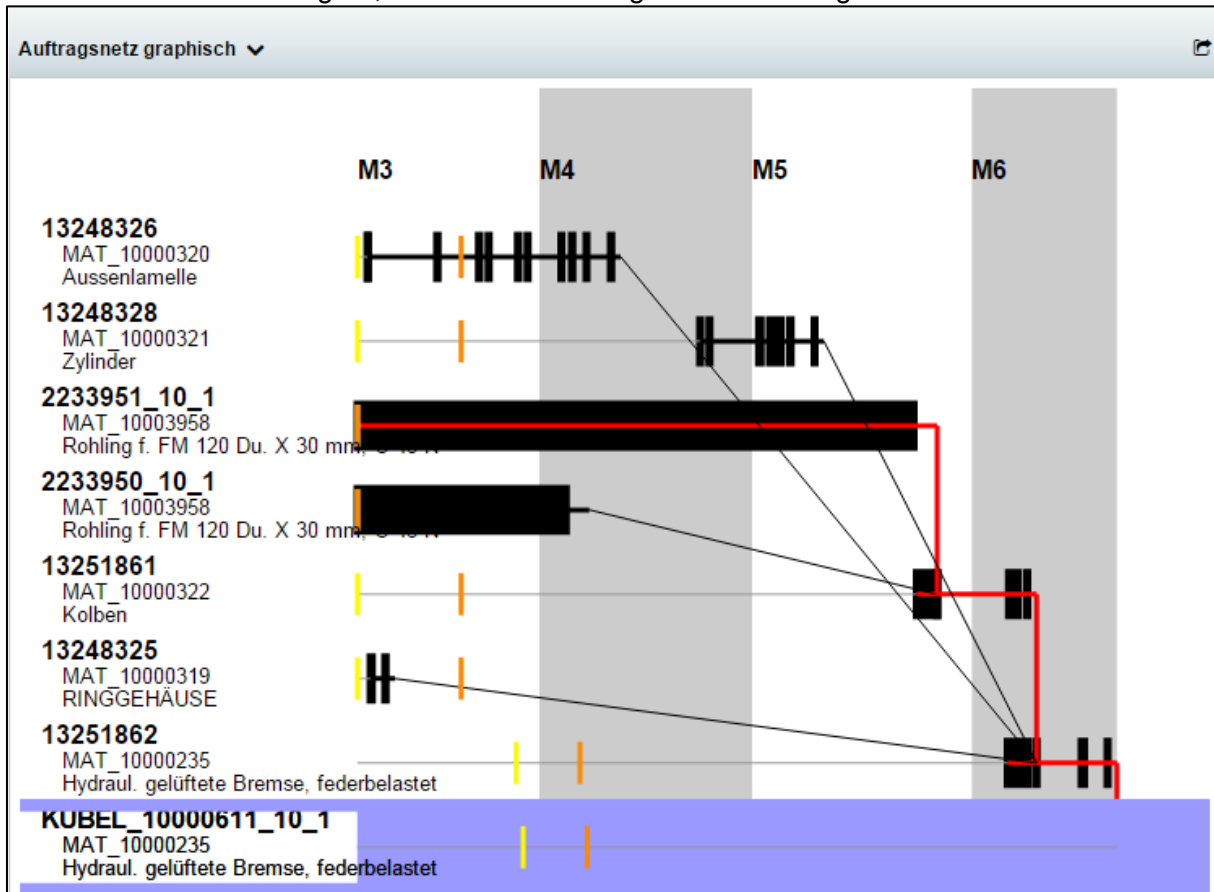 Auftragsnetz graphisch
M3 M4 M5 M6
13248326
MAT_10000320
Aussenlamelle
13248328
MAT_10000321
Zylinder
2233951_10_1
MAT_10003958
Rohling f. FM 120 Du. X 30 mm,
2233950_10_1
MAT_10003958
Rohling f. FM 120 Du. X 30 mm,
13251861
MAT_10000322
Kolben
13248325
MAT_10000319
RINGGEHÄUSE
13251862
MAT_10000235
Hydraul. gelüftete Bremse, federbelastet
KUBEL_10000611_10_1
MAT_10000235
Hydraul. gelüftete Bremse, federbelastet